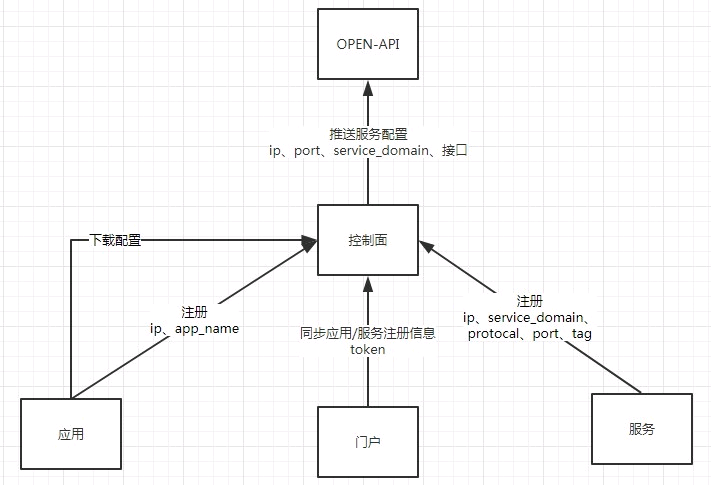 OPEN-API
推送服务配置
ip、port、service_domain、接口
控制面
下载配置
注册
ip、app_name
同步应用/服务注册信息
token
注册
ip、service_domain、
protocal、port、tag
应用
门户
服务